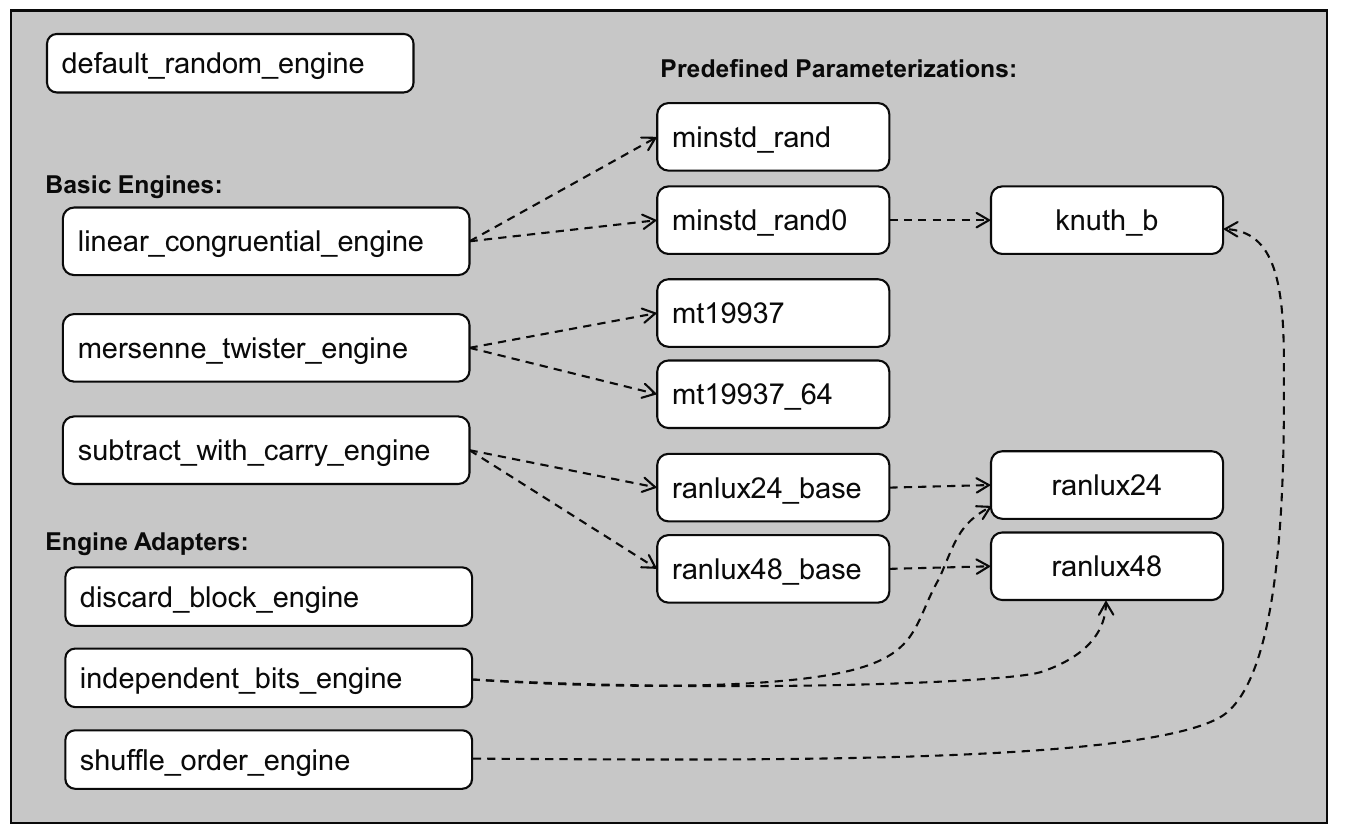 default_random_engine
Predefined Parameterizations:
minstd_rand
Basic Engines:
linear_congruential_engine
minstd_rand0
knuth_b
mersenne_twister_engine
mt19937
mt19937_64
subtract_with_carry_engine
ranlux24_base
ranlux24
Engine Adapters:
ranlux48_base
ranlux48
discard_block_engine
independent_bits_engine
shuffle_order_engine